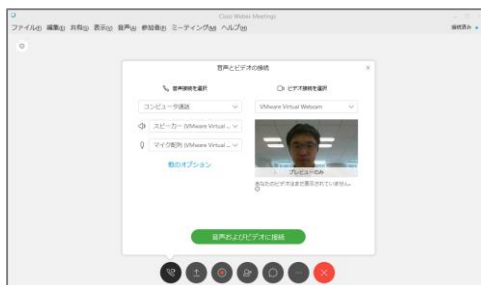 Cisco Webex Meetings
ファイル(F) 編集(E) 共有(S) 表示(V) 音声(A) 参加者(P) ミーティング(M) ヘルプ(H)
接続済み
音声とビデオの接続
音声接続を選択
ビデオ接続を選択
コンピュータ通話
VMware Virtual Webcam
スピーカー (VMware Virtual ...
マイク配列 (VMware Virtual ...
他のオプション
プレビューのみ
あなたのビデオはまだ表示されていません。
音声およびビデオに接続